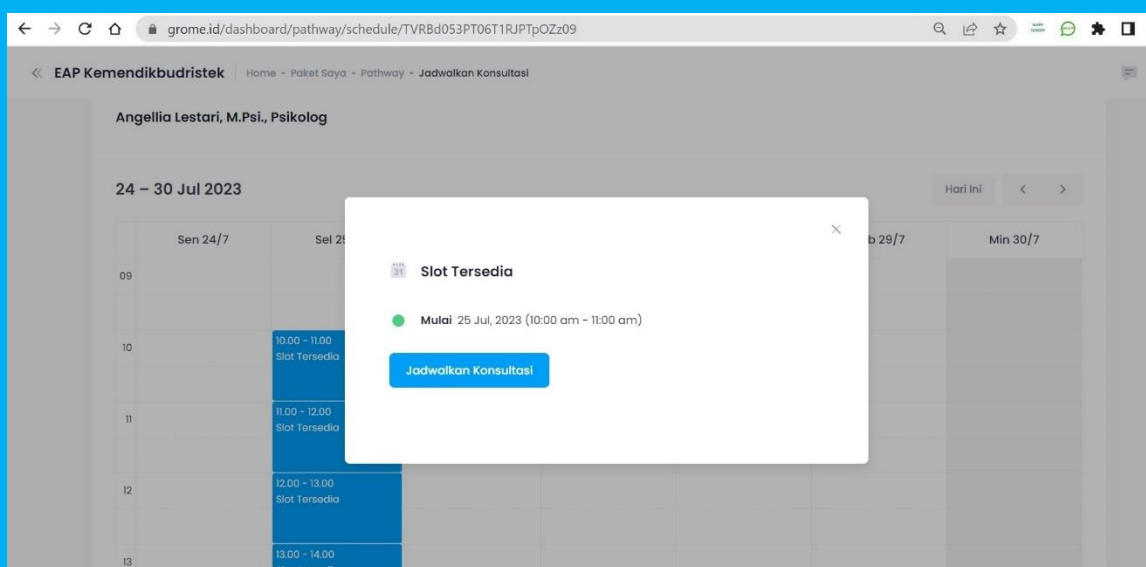 grome.id/dashboard/pathway/schedule/TVRBd053PT06T1RJPTpOZz09
EAP Kemendikbudristek Home - Paket Saya - Pathway - Jadwalkan Konsultasi
Angellia Lestari, M.Psi., Psikolog
24 – 30 Jul 2023
Hari Ini
Sen 24/7 Sel 25 b 29/7 Min 30/7
31 Slot Tersedia
09
Mulai 25 Jul, 2023 (10:00 am - 11:00 am)
10
10.00 - 11.00
Slot Tersedia
Jadwalkan Konsultasi
11
11.00 - 12.00
Slot Tersedia
12
12.00 - 13.00
Slot Tersedia
13
13.00 - 14.00